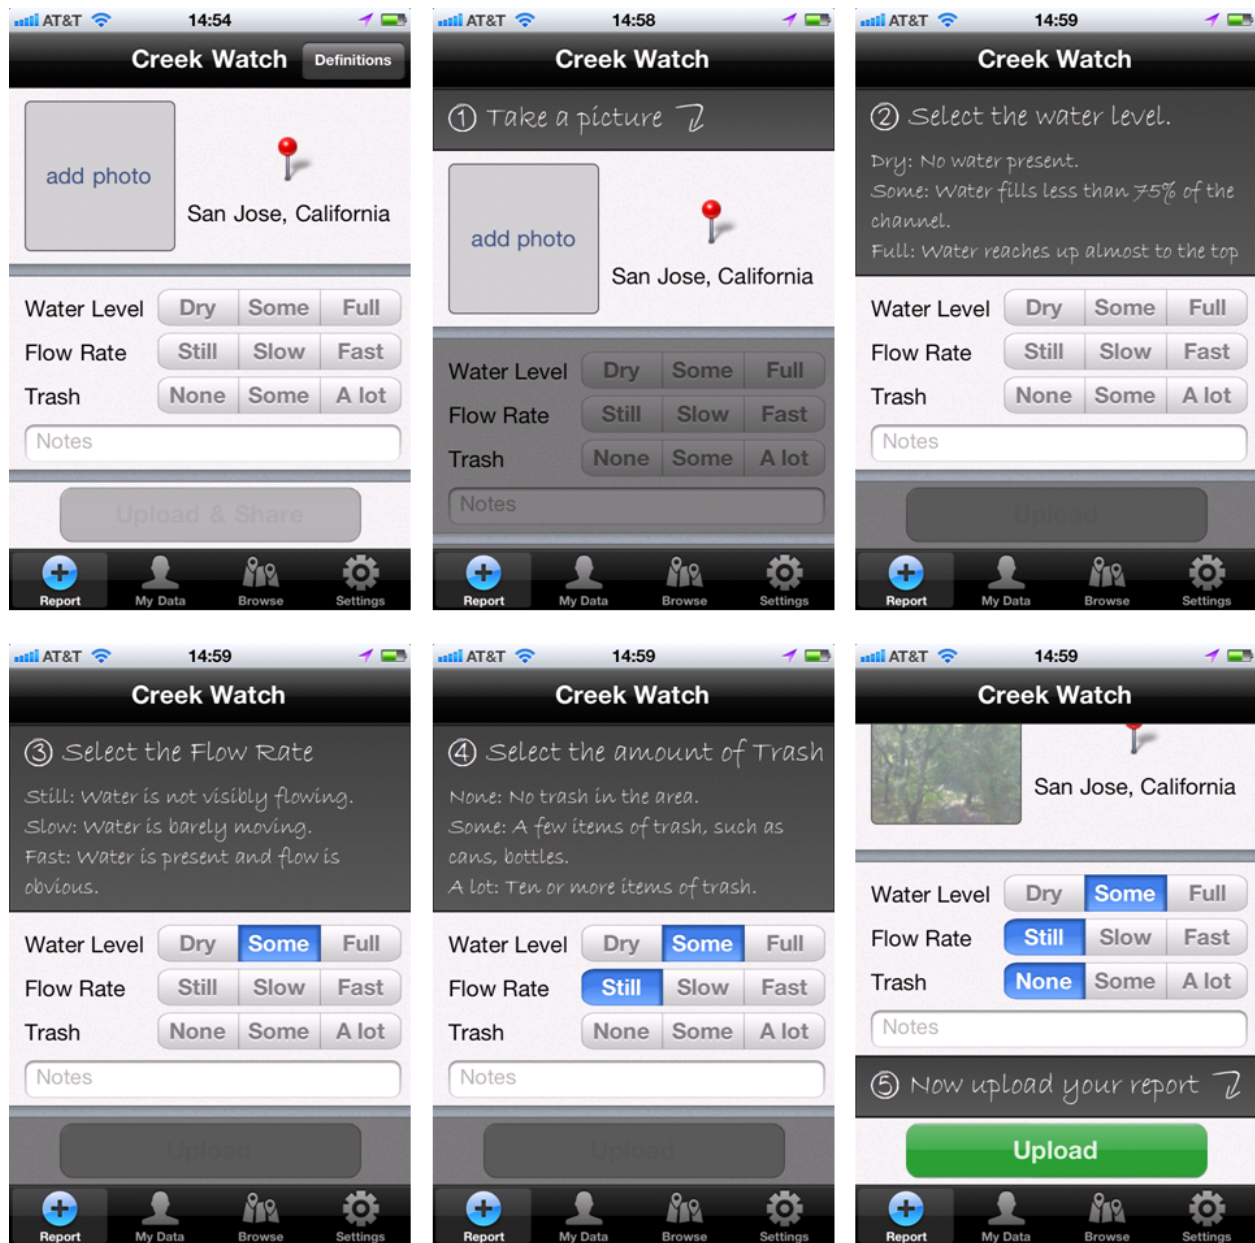 AT&T 14:54
Creek Watch Definitions
add photo
San Jose, California
Water Level Dry Some Full
Flow Rate Still Slow Fast
Trash None Some A lot
Notes
Upload & Share
Report My Data Browse Settings
AT&T 14:58
Creek Watch
1 Take a picture
add photo
San Jose, California
Water Level Dry Some Full
Flow Rate Still Slow Fast
Trash None Some A lot
Notes
Report My Data Browse Settings
AT&T 14:59
Creek Watch
2 Select the water level.
Dry: No water present.
Some: Water fills less than 75% of the
channel.
Full: Water reaches up almost to the top
Water Level Dry Some Full
Flow Rate Still Slow Fast
Trash None Some A lot
Notes
Upload
Report My Data Browse Settings
AT&T 14:59
Creek Watch
3 Select the Flow Rate
Still: Water is not visibly flowing.
Slow: Water is barely moving.
Fast: Water is present and flow is
obvious.
Water Level Dry Some Full
Flow Rate Still Slow Fast
Trash None Some A lot
Notes
Upload
Report My Data Browse Settings
AT&T 14:59
Creek Watch
4 Select the amount of Trash
None: No trash in the area.
Some: A few items of trash, such as
cans, bottles.
A lot: Ten or more items of trash.
Water Level Dry Some Full
Flow Rate Still Slow Fast
Trash None Some A lot
Notes
Upload
Report My Data Browse Settings
AT&T 14:59
Creek Watch
San Jose, California
Water Level Dry Some Full
Flow Rate Still Slow Fast
Trash None Some A lot
Notes
5 Now upload your report
Upload
Report My Data Browse Settings